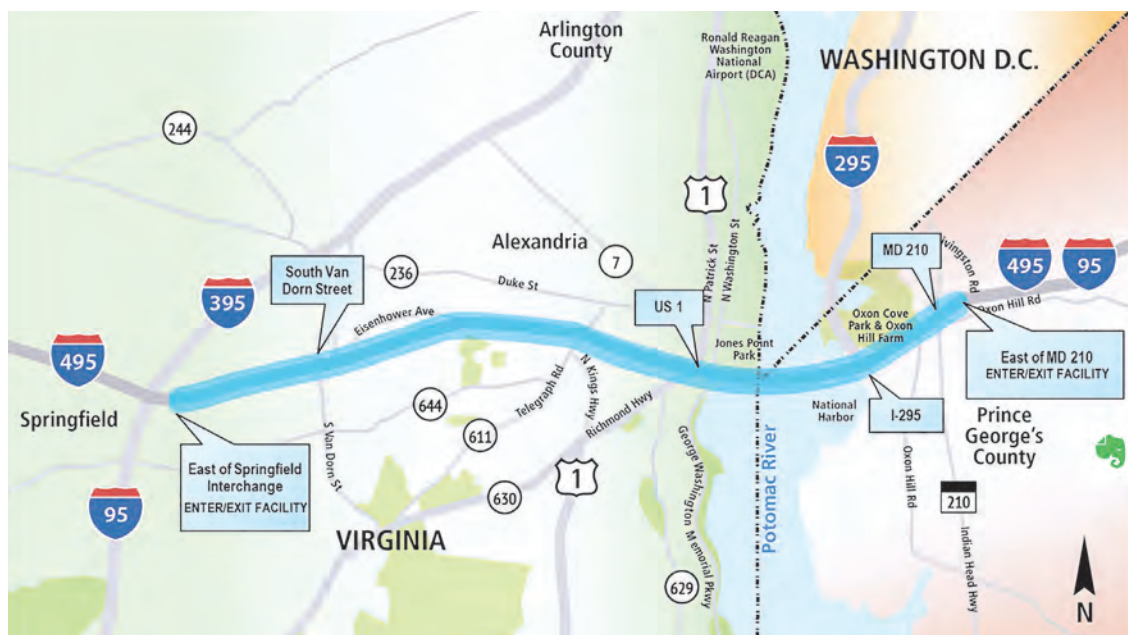 Arlington
County
Ronald Reagan
Washington
National
Airport (DCA)
WASHINGTON D.C.
244
295
1
N Patrick St
N Washington St
Alexandria
7
South Van
Dorn Street
236
Duke St
395
US 1
MD 210
Livingston Rd
495
95
Oxon Hill Rd
Eisenhower Ave
Jones Point
Park
Oxon Cove
Park & Oxon
Hill Farm
East of MD 210
ENTER/EXIT FACILITY
495
Springfield
644
Telegraph Rd
N Kings Hwy
611
Richmond Hwy
National
Harbor
I-295
Prince
George's
County
East of Springfield
Interchange
ENTER/EXIT FACILITY
S Van Dorn St
George Washington Memorial Pkwy
Potomac River
Oxon Hill Rd
210
Indian Head Hwy
95
630
1
VIRGINIA
629
N